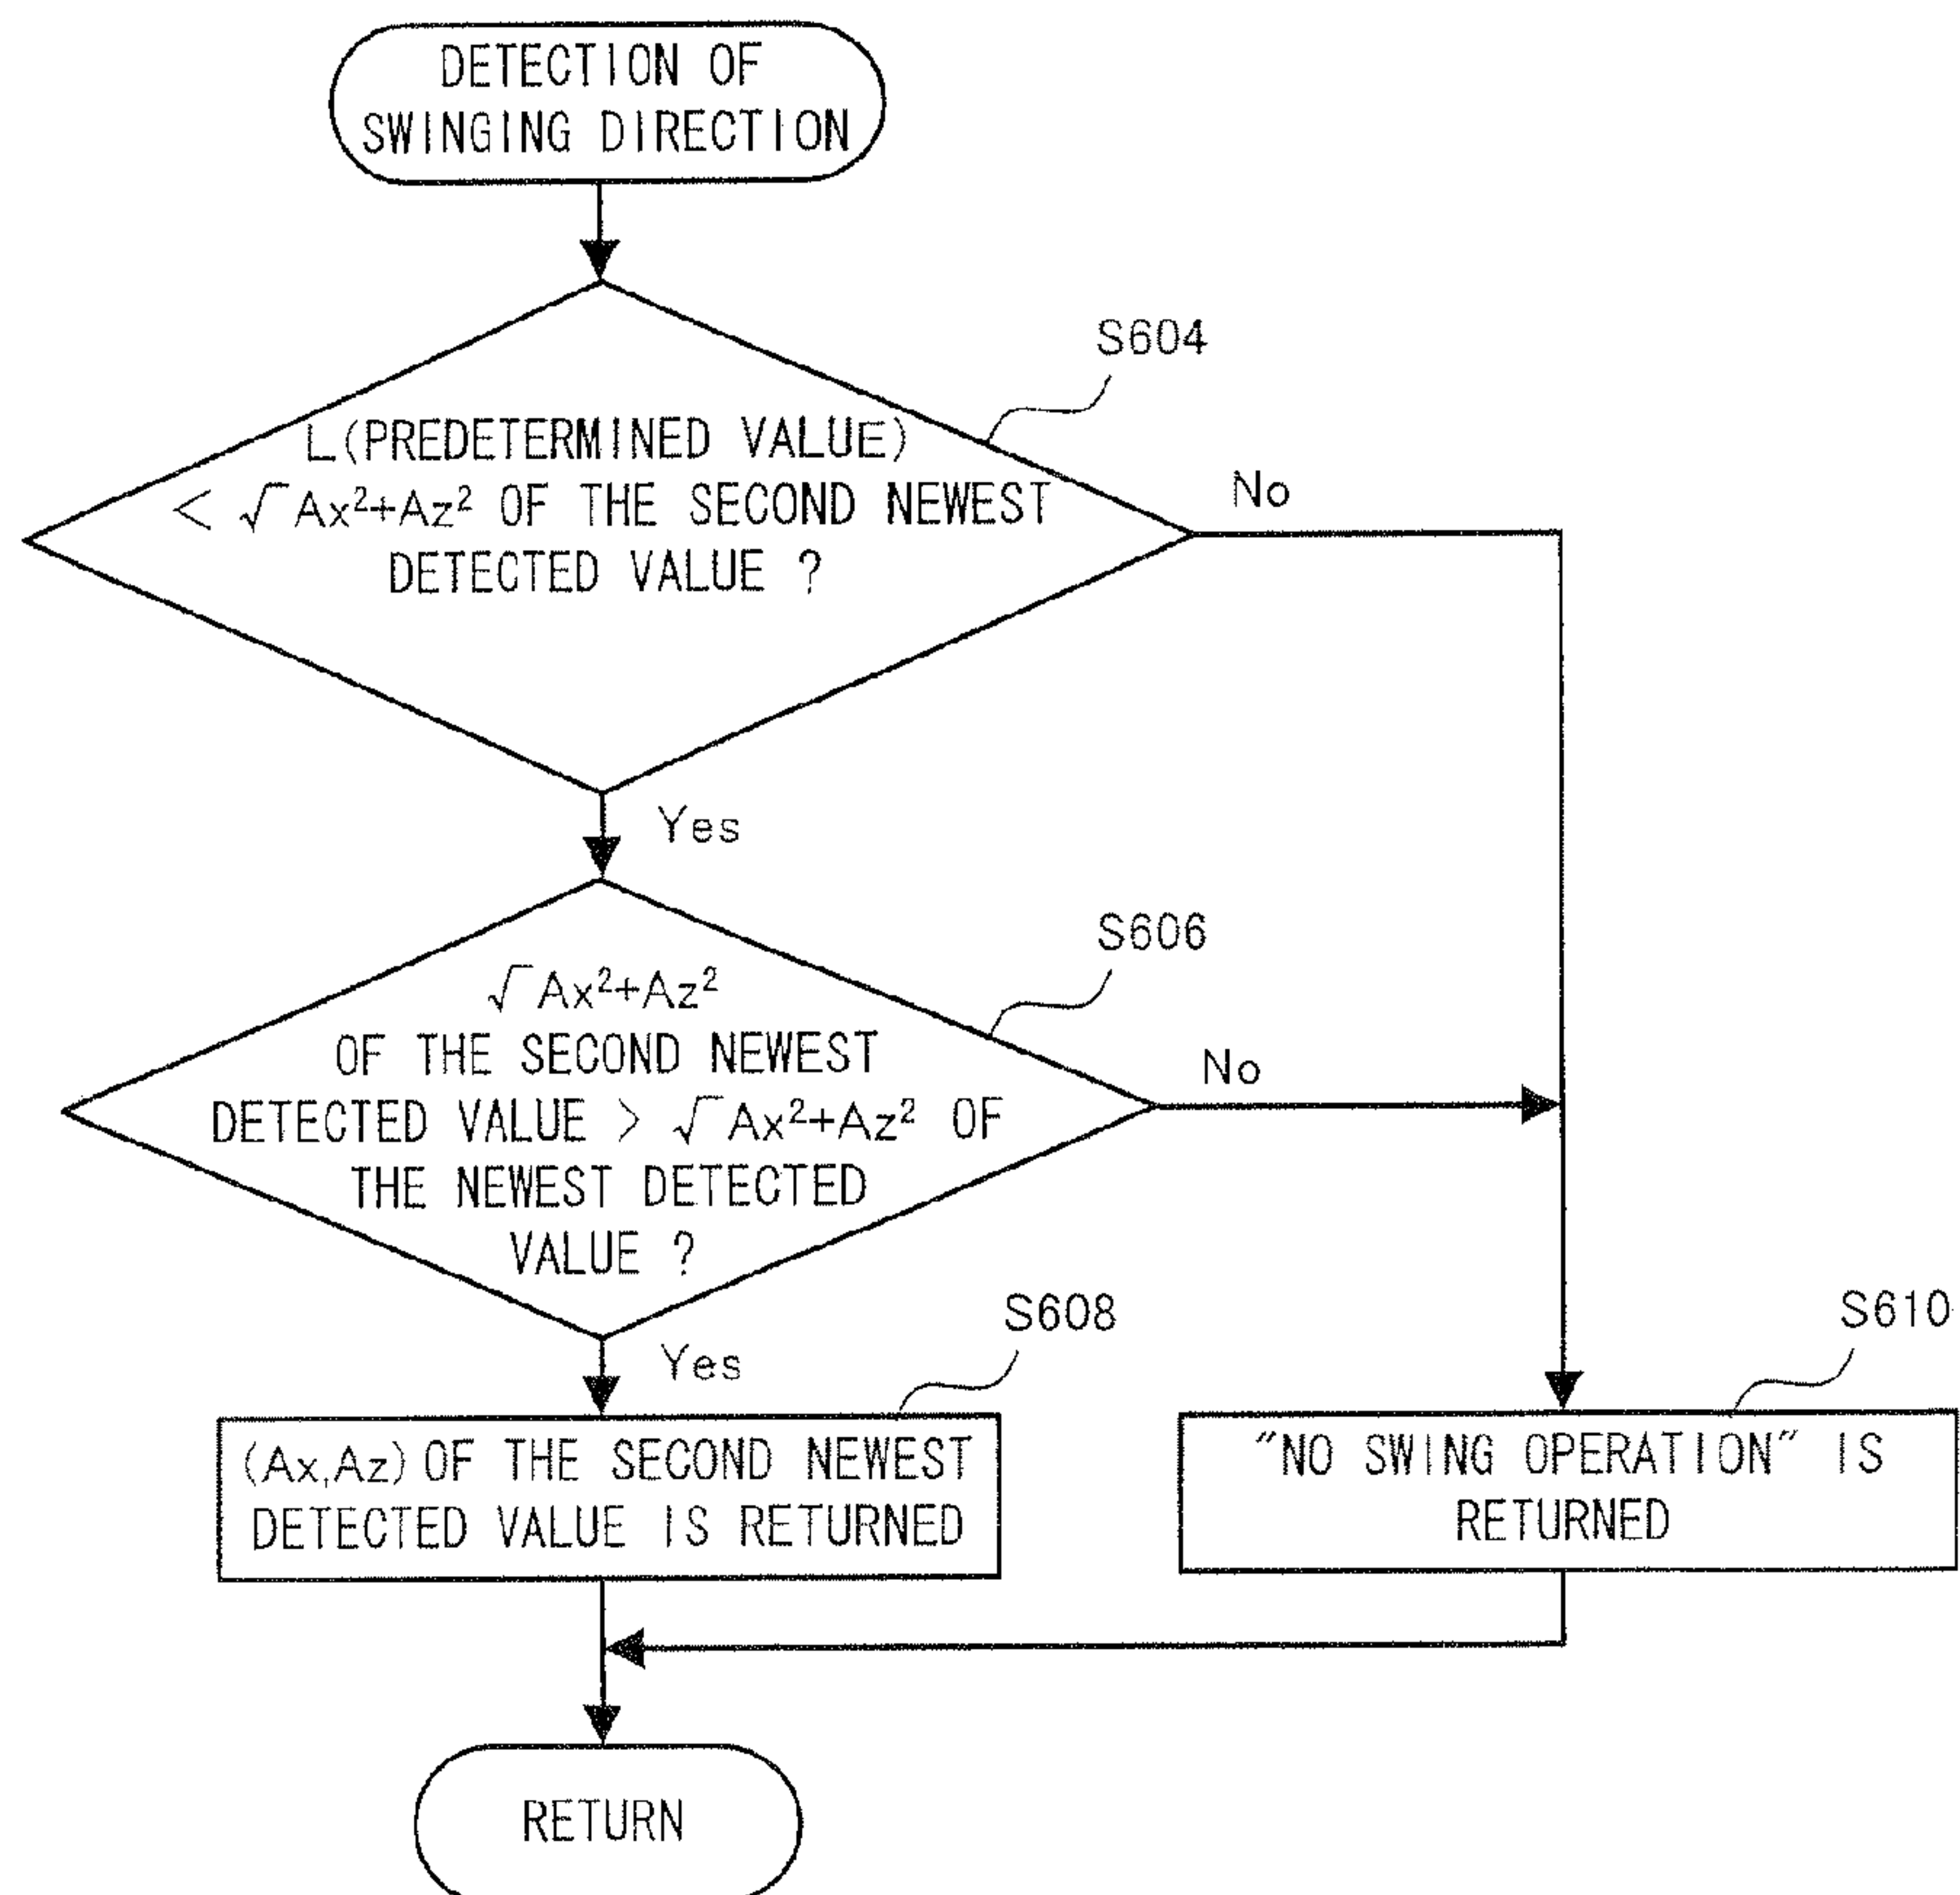 DETECTION OF
SWINGING DIRECTION
S604
L(PREDETERMINED VALUE)
< √Ax²+Az² OF THE SECOND NEWEST
DETECTED VALUE ?
No
Yes
S606
√Ax²+Az²
OF THE SECOND NEWEST
DETECTED VALUE > √Ax²+Az² OF
THE NEWEST DETECTED
VALUE ?
No
Yes
S608
(Ax,Az) OF THE SECOND NEWEST
DETECTED VALUE IS RETURNED
S610
"NO SWING OPERATION" IS
RETURNED
RETURN